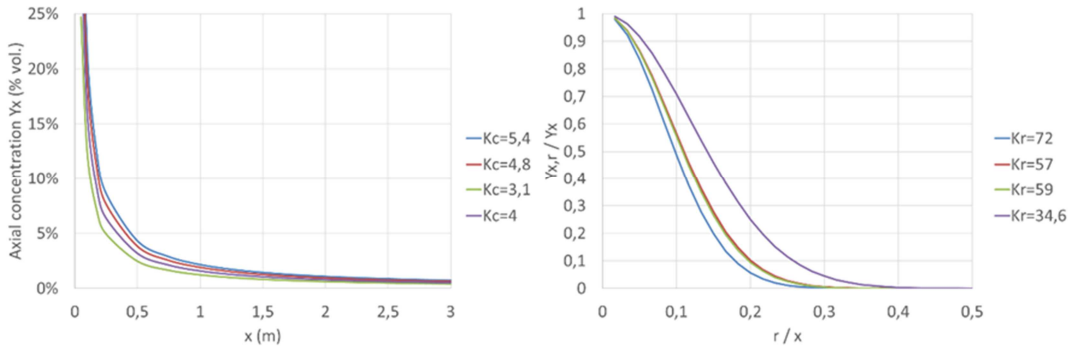 Axial concentration Yx (% vol.)
25%
20%
15%
10%
5%
0%
0
0,5
1
1,5
2
2,5
3
x (m)
Kc=5,4
Kc=4,8
Kc=3,1
Kc=4
Yx,r / Yx
1
0,9
0,8
0,7
0,6
0,5
0,4
0,3
0,2
0,1
0
0
0,1
0,2
0,3
0,4
0,5
r / x
Kr=72
Kr=57
Kr=59
Kr=34,6